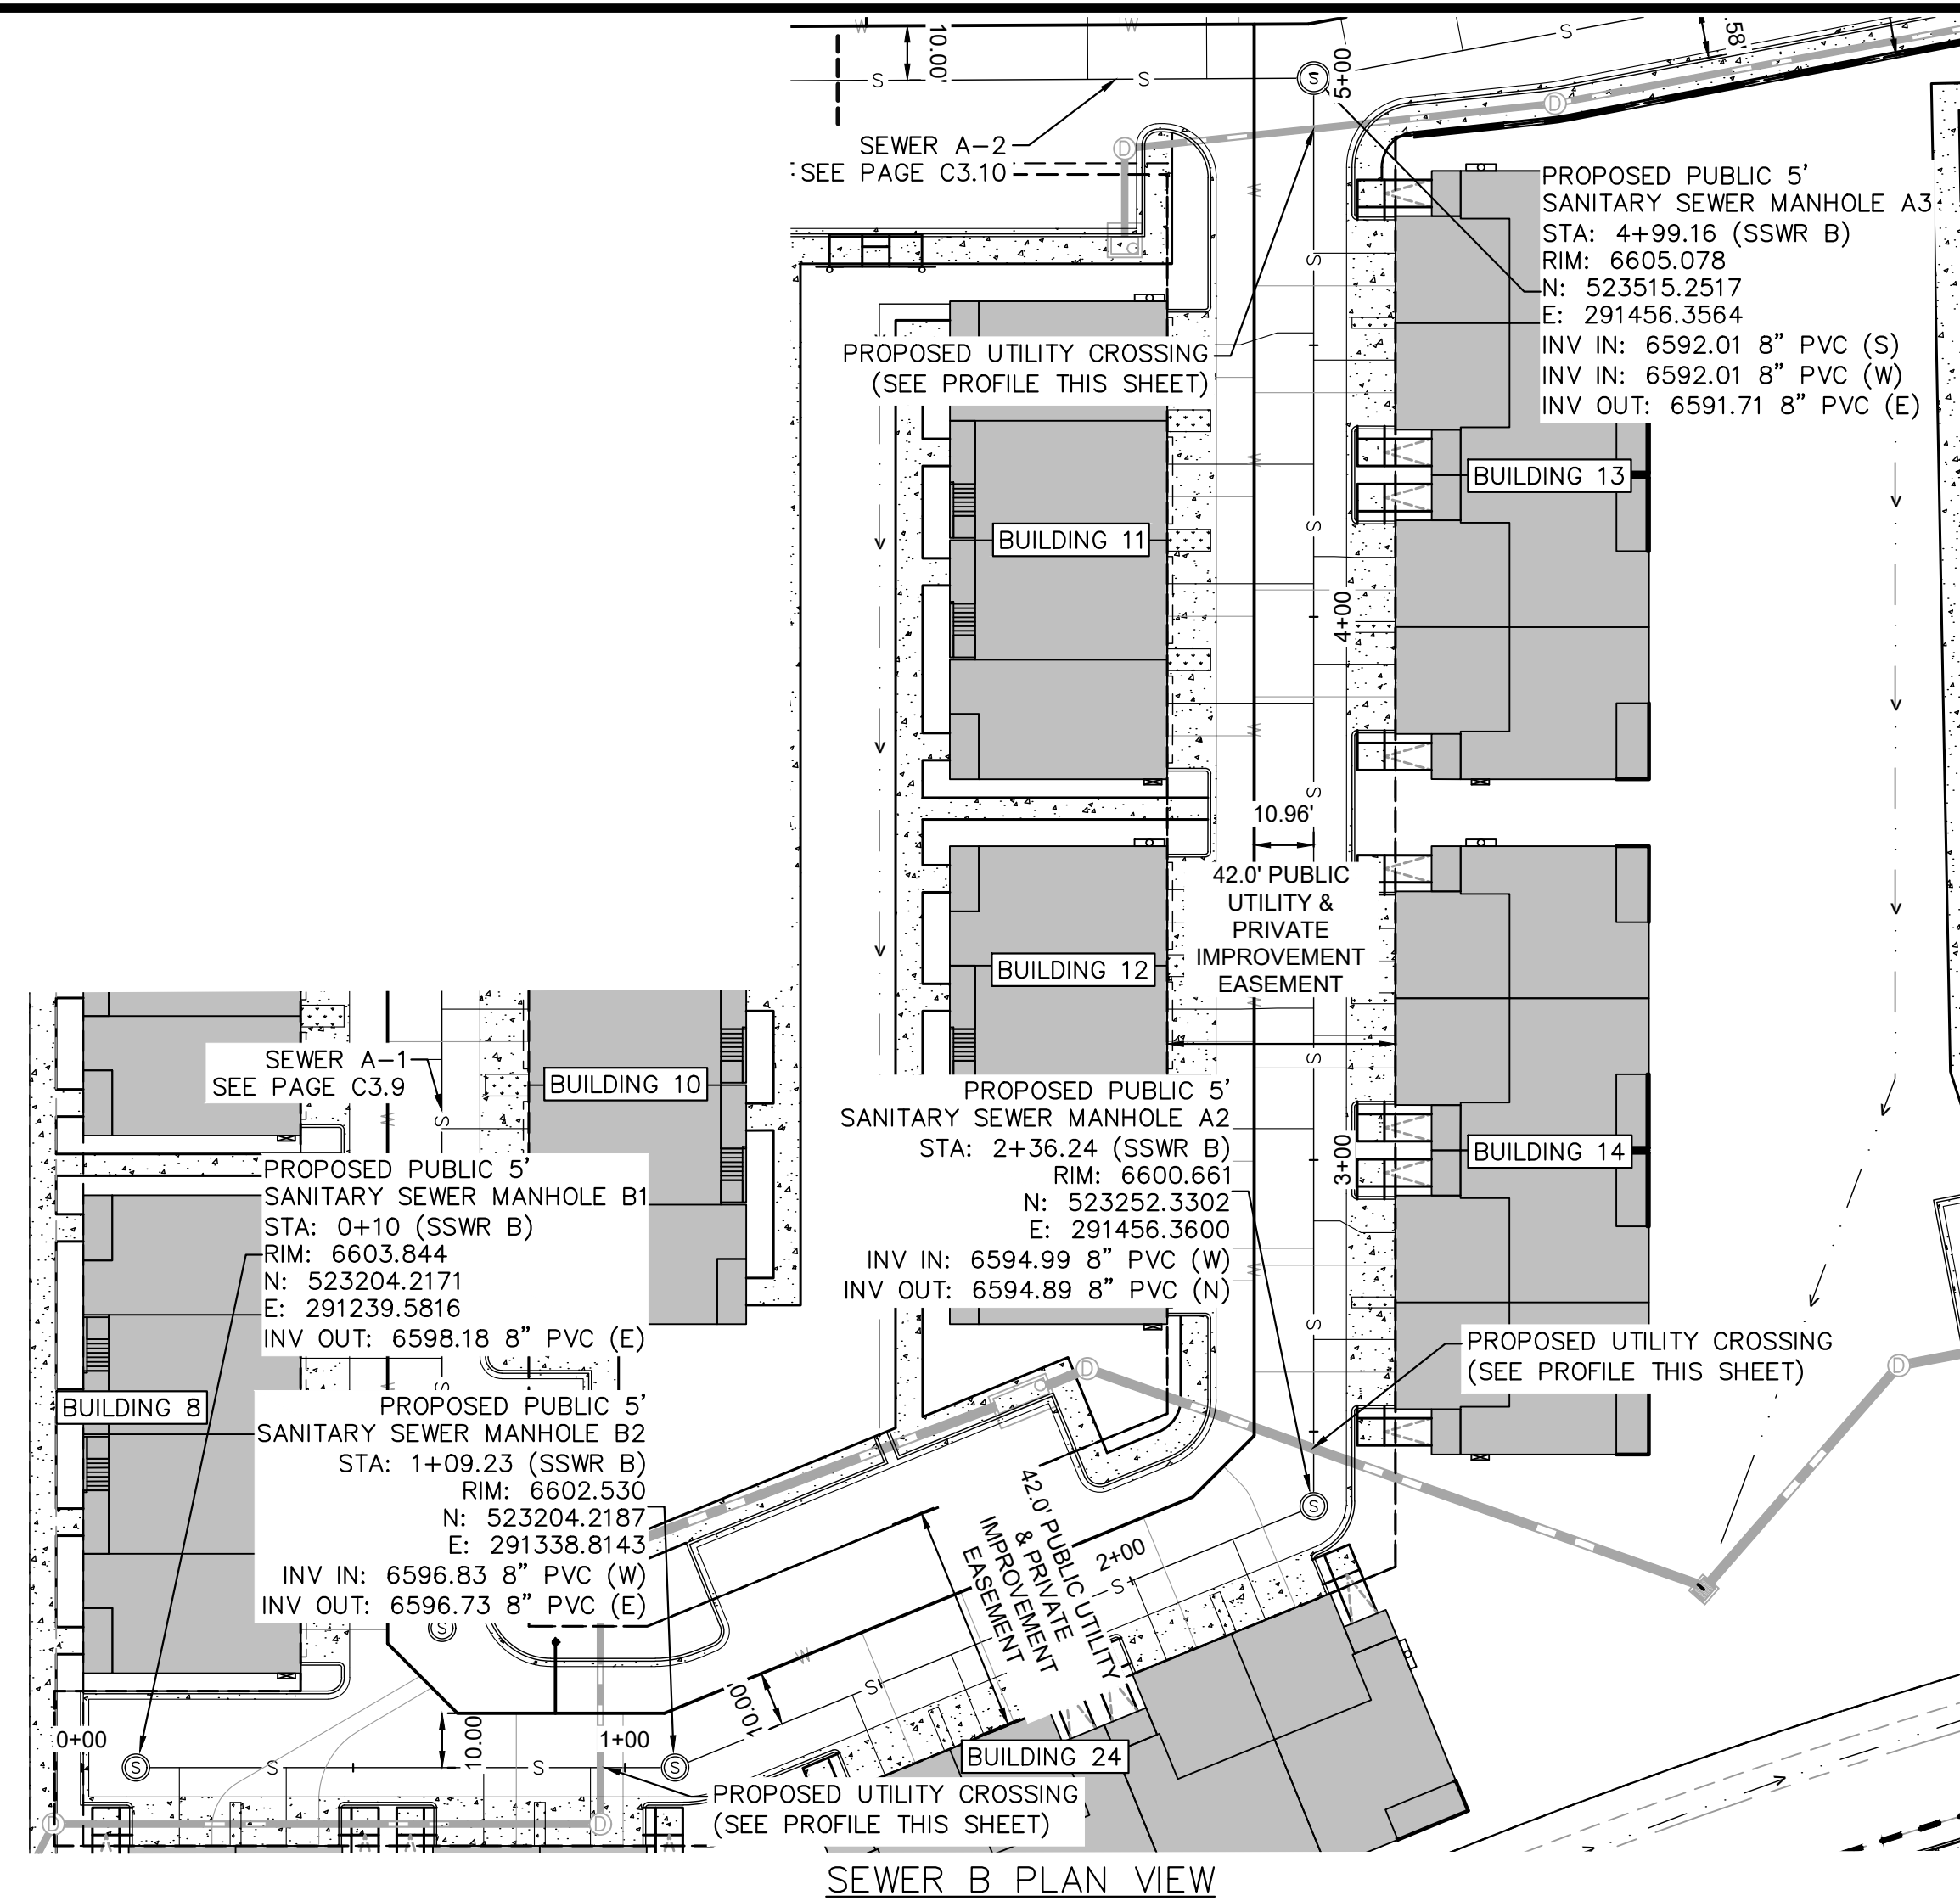 10.00'
S
S
S
5+00
S
.58'
D
SEWER A-2
SEE PAGE C3.10
D
PROPOSED PUBLIC 5'
SANITARY SEWER MANHOLE A3
STA: 4+99.16 (SSWR B)
RIM: 6605.078
N: 523515.2517
E: 291456.3564
INV IN: 6592.01 8" PVC (S)
INV IN: 6592.01 8" PVC (W)
INV OUT: 6591.71 8" PVC (E)
PROPOSED UTILITY CROSSING
(SEE PROFILE THIS SHEET)
BUILDING 13
BUILDING 11
4+00
10.96'
42.0' PUBLIC
UTILITY &
PRIVATE
IMPROVEMENT
EASEMENT
BUILDING 12
SEWER A-1
SEE PAGE C3.9
BUILDING 10
PROPOSED PUBLIC 5'
SANITARY SEWER MANHOLE A2
STA: 2+36.24 (SSWR B)
RIM: 6600.661
N: 523252.3302
E: 291456.3600
INV IN: 6594.99 8" PVC (W)
INV OUT: 6594.89 8" PVC (N)
3+00
BUILDING 14
PROPOSED PUBLIC 5'
SANITARY SEWER MANHOLE B1
STA: 0+10 (SSWR B)
RIM: 6603.844
N: 523204.2171
E: 291239.5816
INV OUT: 6598.18 8" PVC (E)
PROPOSED UTILITY CROSSING
(SEE PROFILE THIS SHEET)
BUILDING 8
PROPOSED PUBLIC 5'
SANITARY SEWER MANHOLE B2
STA: 1+09.23 (SSWR B)
RIM: 6602.530
N: 523204.2187
E: 291338.8143
INV IN: 6596.83 8" PVC (W)
INV OUT: 6596.73 8" PVC (E)
D
D
S
42.0' PUBLIC UTILITY
& PRIVATE
IMPROVEMENT
EASEMENT
2+00
S
S
10.00'
0+00
10.00
1+00
S
S
S
S
BUILDING 24
PROPOSED UTILITY CROSSING
(SEE PROFILE THIS SHEET)
D
D
SEWER B PLAN VIEW